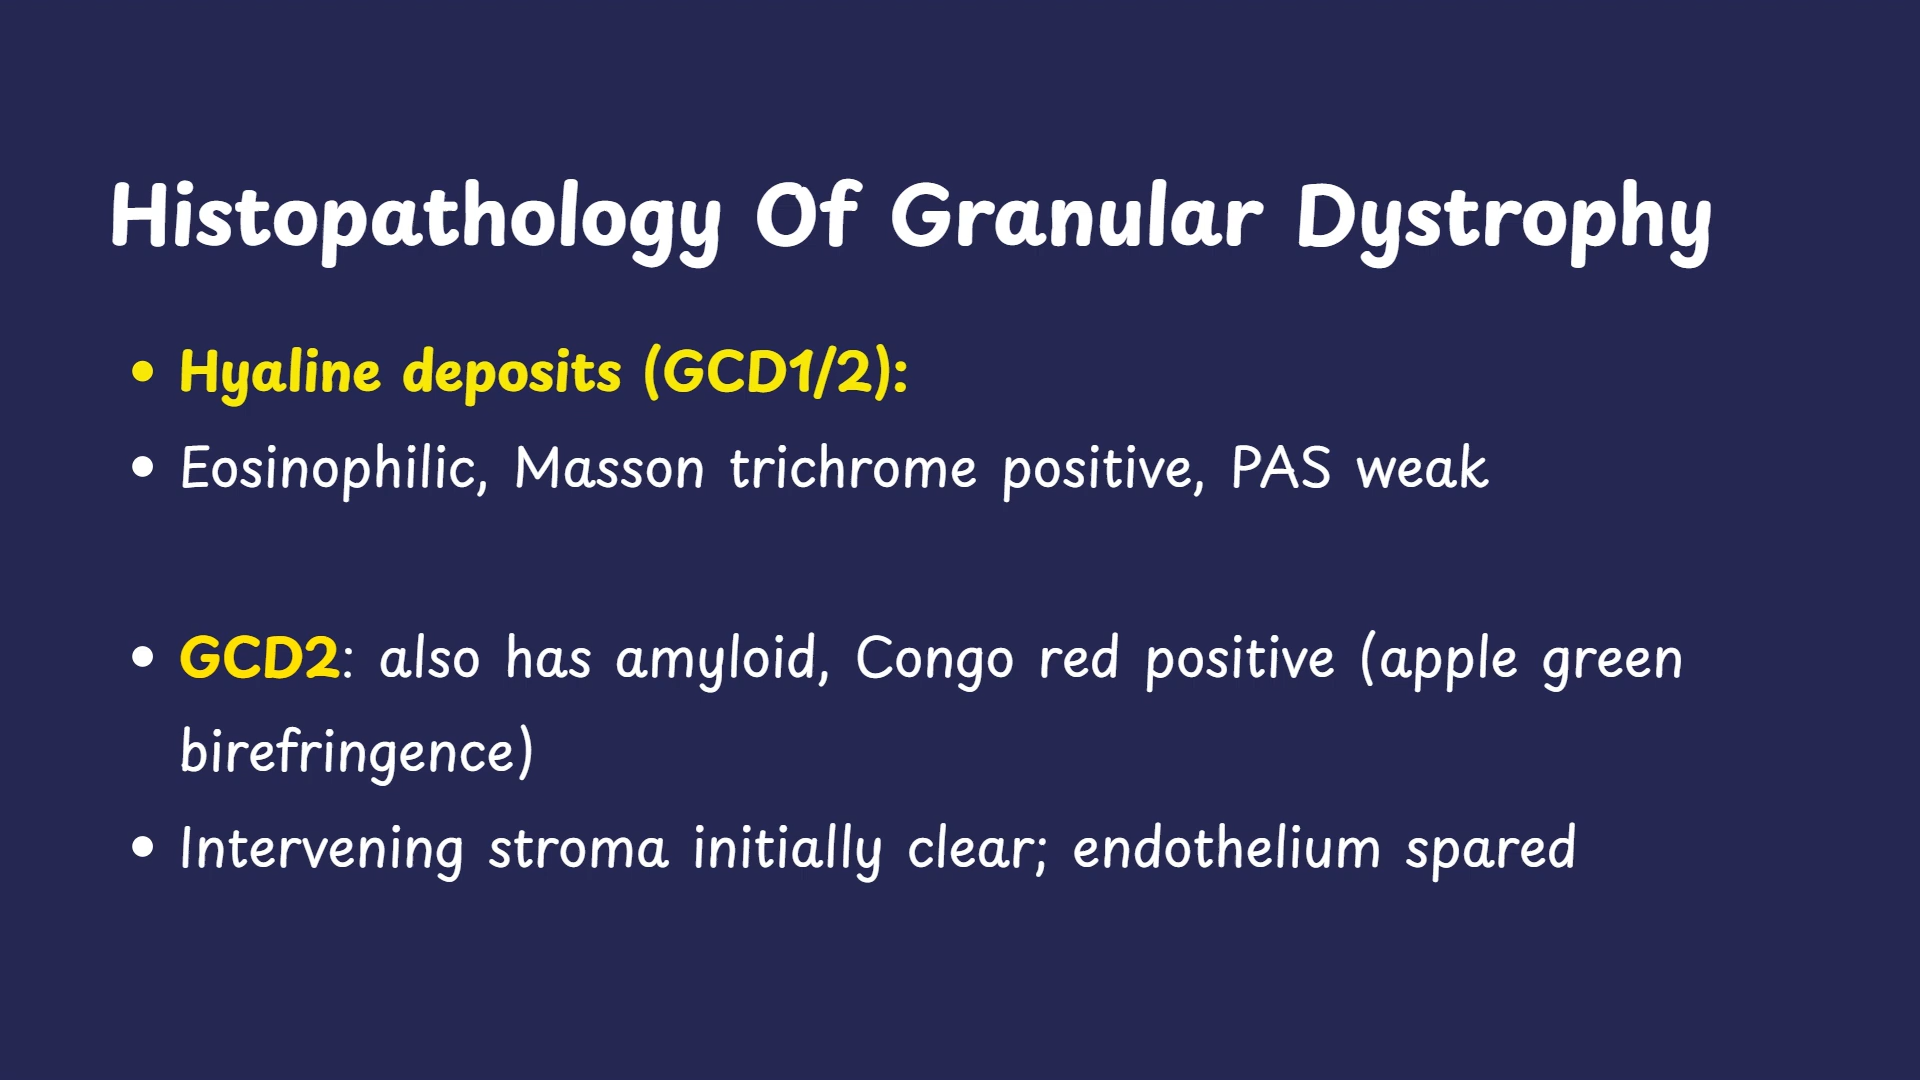 Histopathology Of Granular Dystrophy
• Hyaline deposits (GCD1/2):
• Eosinophilic, Masson trichrome positive, PAS weak
• GCD2: also has amyloid, Congo red positive (apple green
birefringence)
• Intervening stroma initially clear; endothelium spared